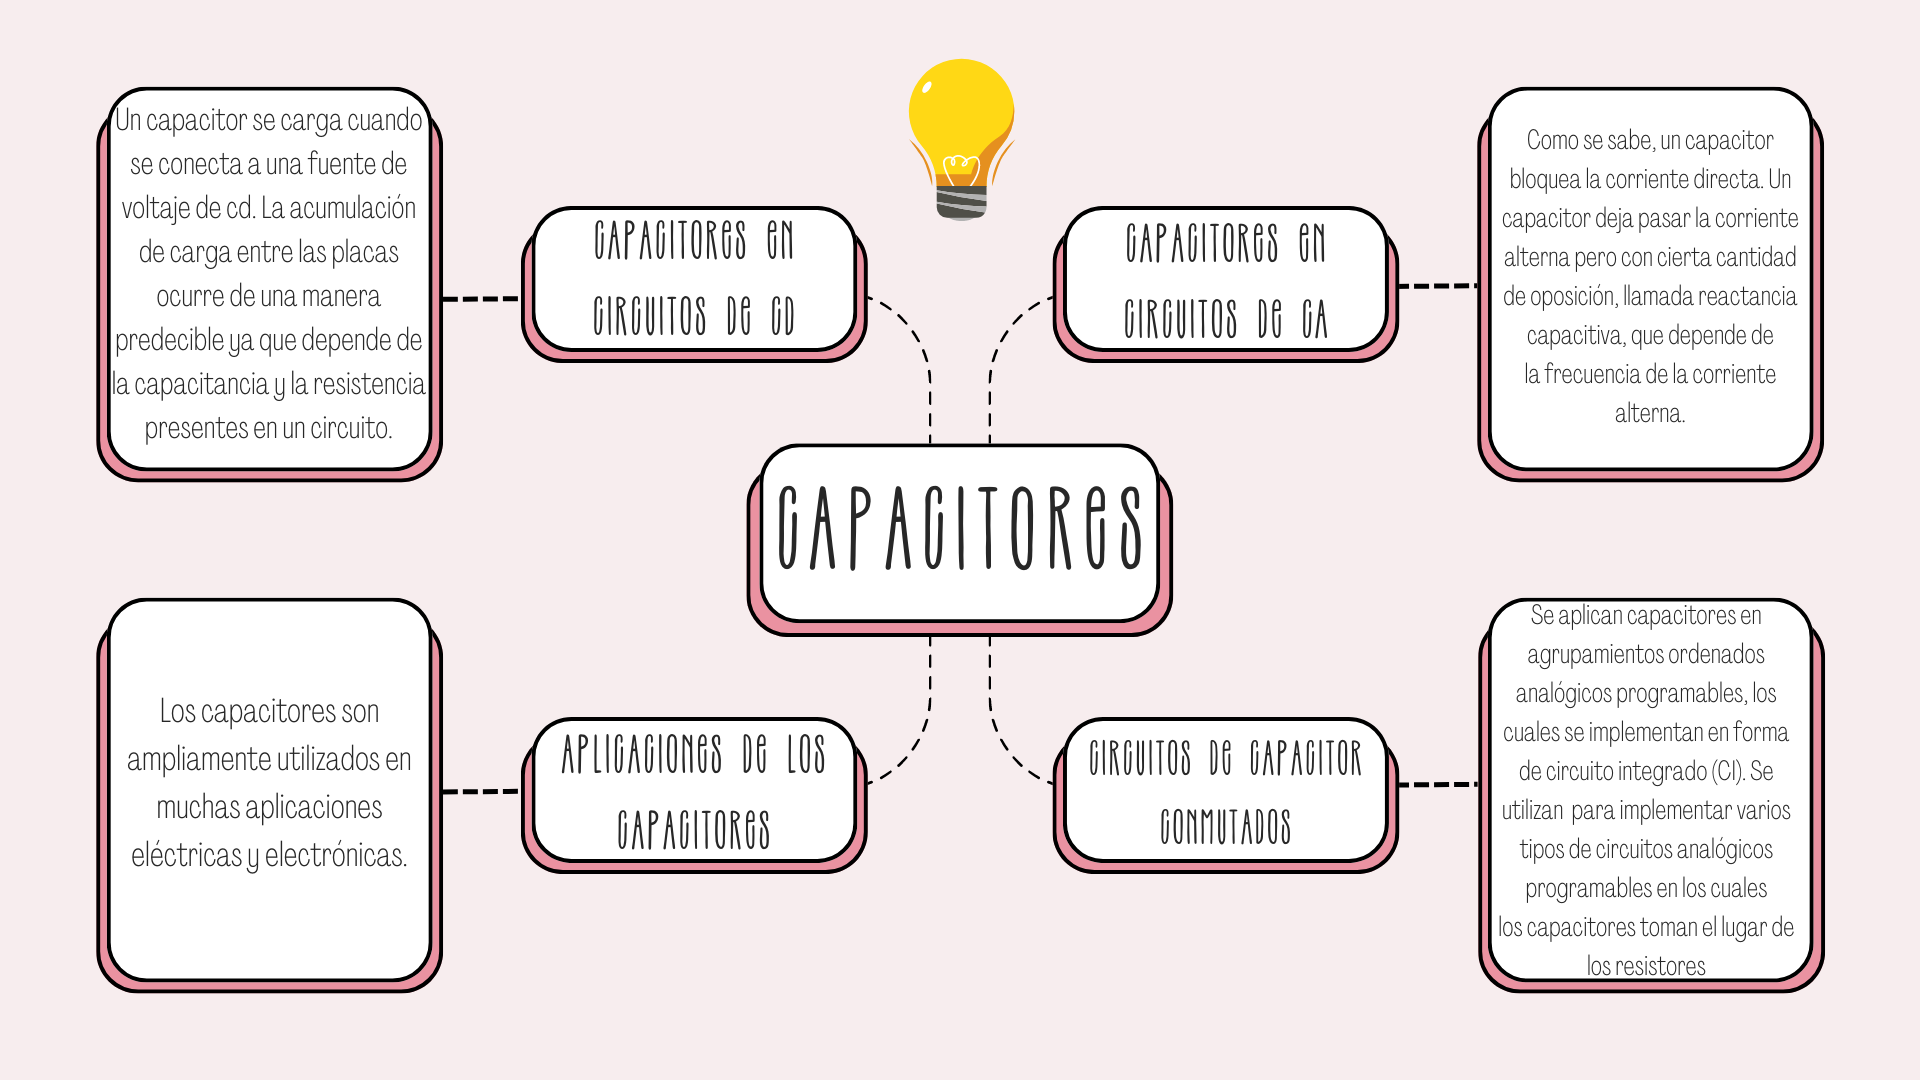 Un capacitor se carga cuando
se conecta a una fuente de
voltaje de cd. La acumulación
de carga entre las placas
ocurre de una manera
predecible ya que depende de
la capacitancia y la resistencia
presentes en un circuito.
CAPACITORES EN
CIRCUITOS DE CD
CAPACITORES EN
CIRCUITOS DE CA
Como se sabe, un capacitor
bloquea la corriente directa. Un
capacitor deja pasar la corriente
alterna pero con cierta cantidad
de oposición, llamada reactancia
capacitiva, que depende de
la frecuencia de la corriente
alterna.
CAPACITORES
Los capacitores son
ampliamente utilizados en
muchas aplicaciones
eléctricas y electrónicas.
APLICACIONES DE LOS
CAPACITORES
CIRCUITOS DE CAPACITOR
CONMUTADOS
Se aplican capacitores en
agrupamientos ordenados
analógicos programables, los
cuales se implementan en forma
de circuito integrado (CI). Se
utilizan  para implementar varios
tipos de circuitos analógicos
programables en los cuales
los capacitores toman el lugar de
los resistores